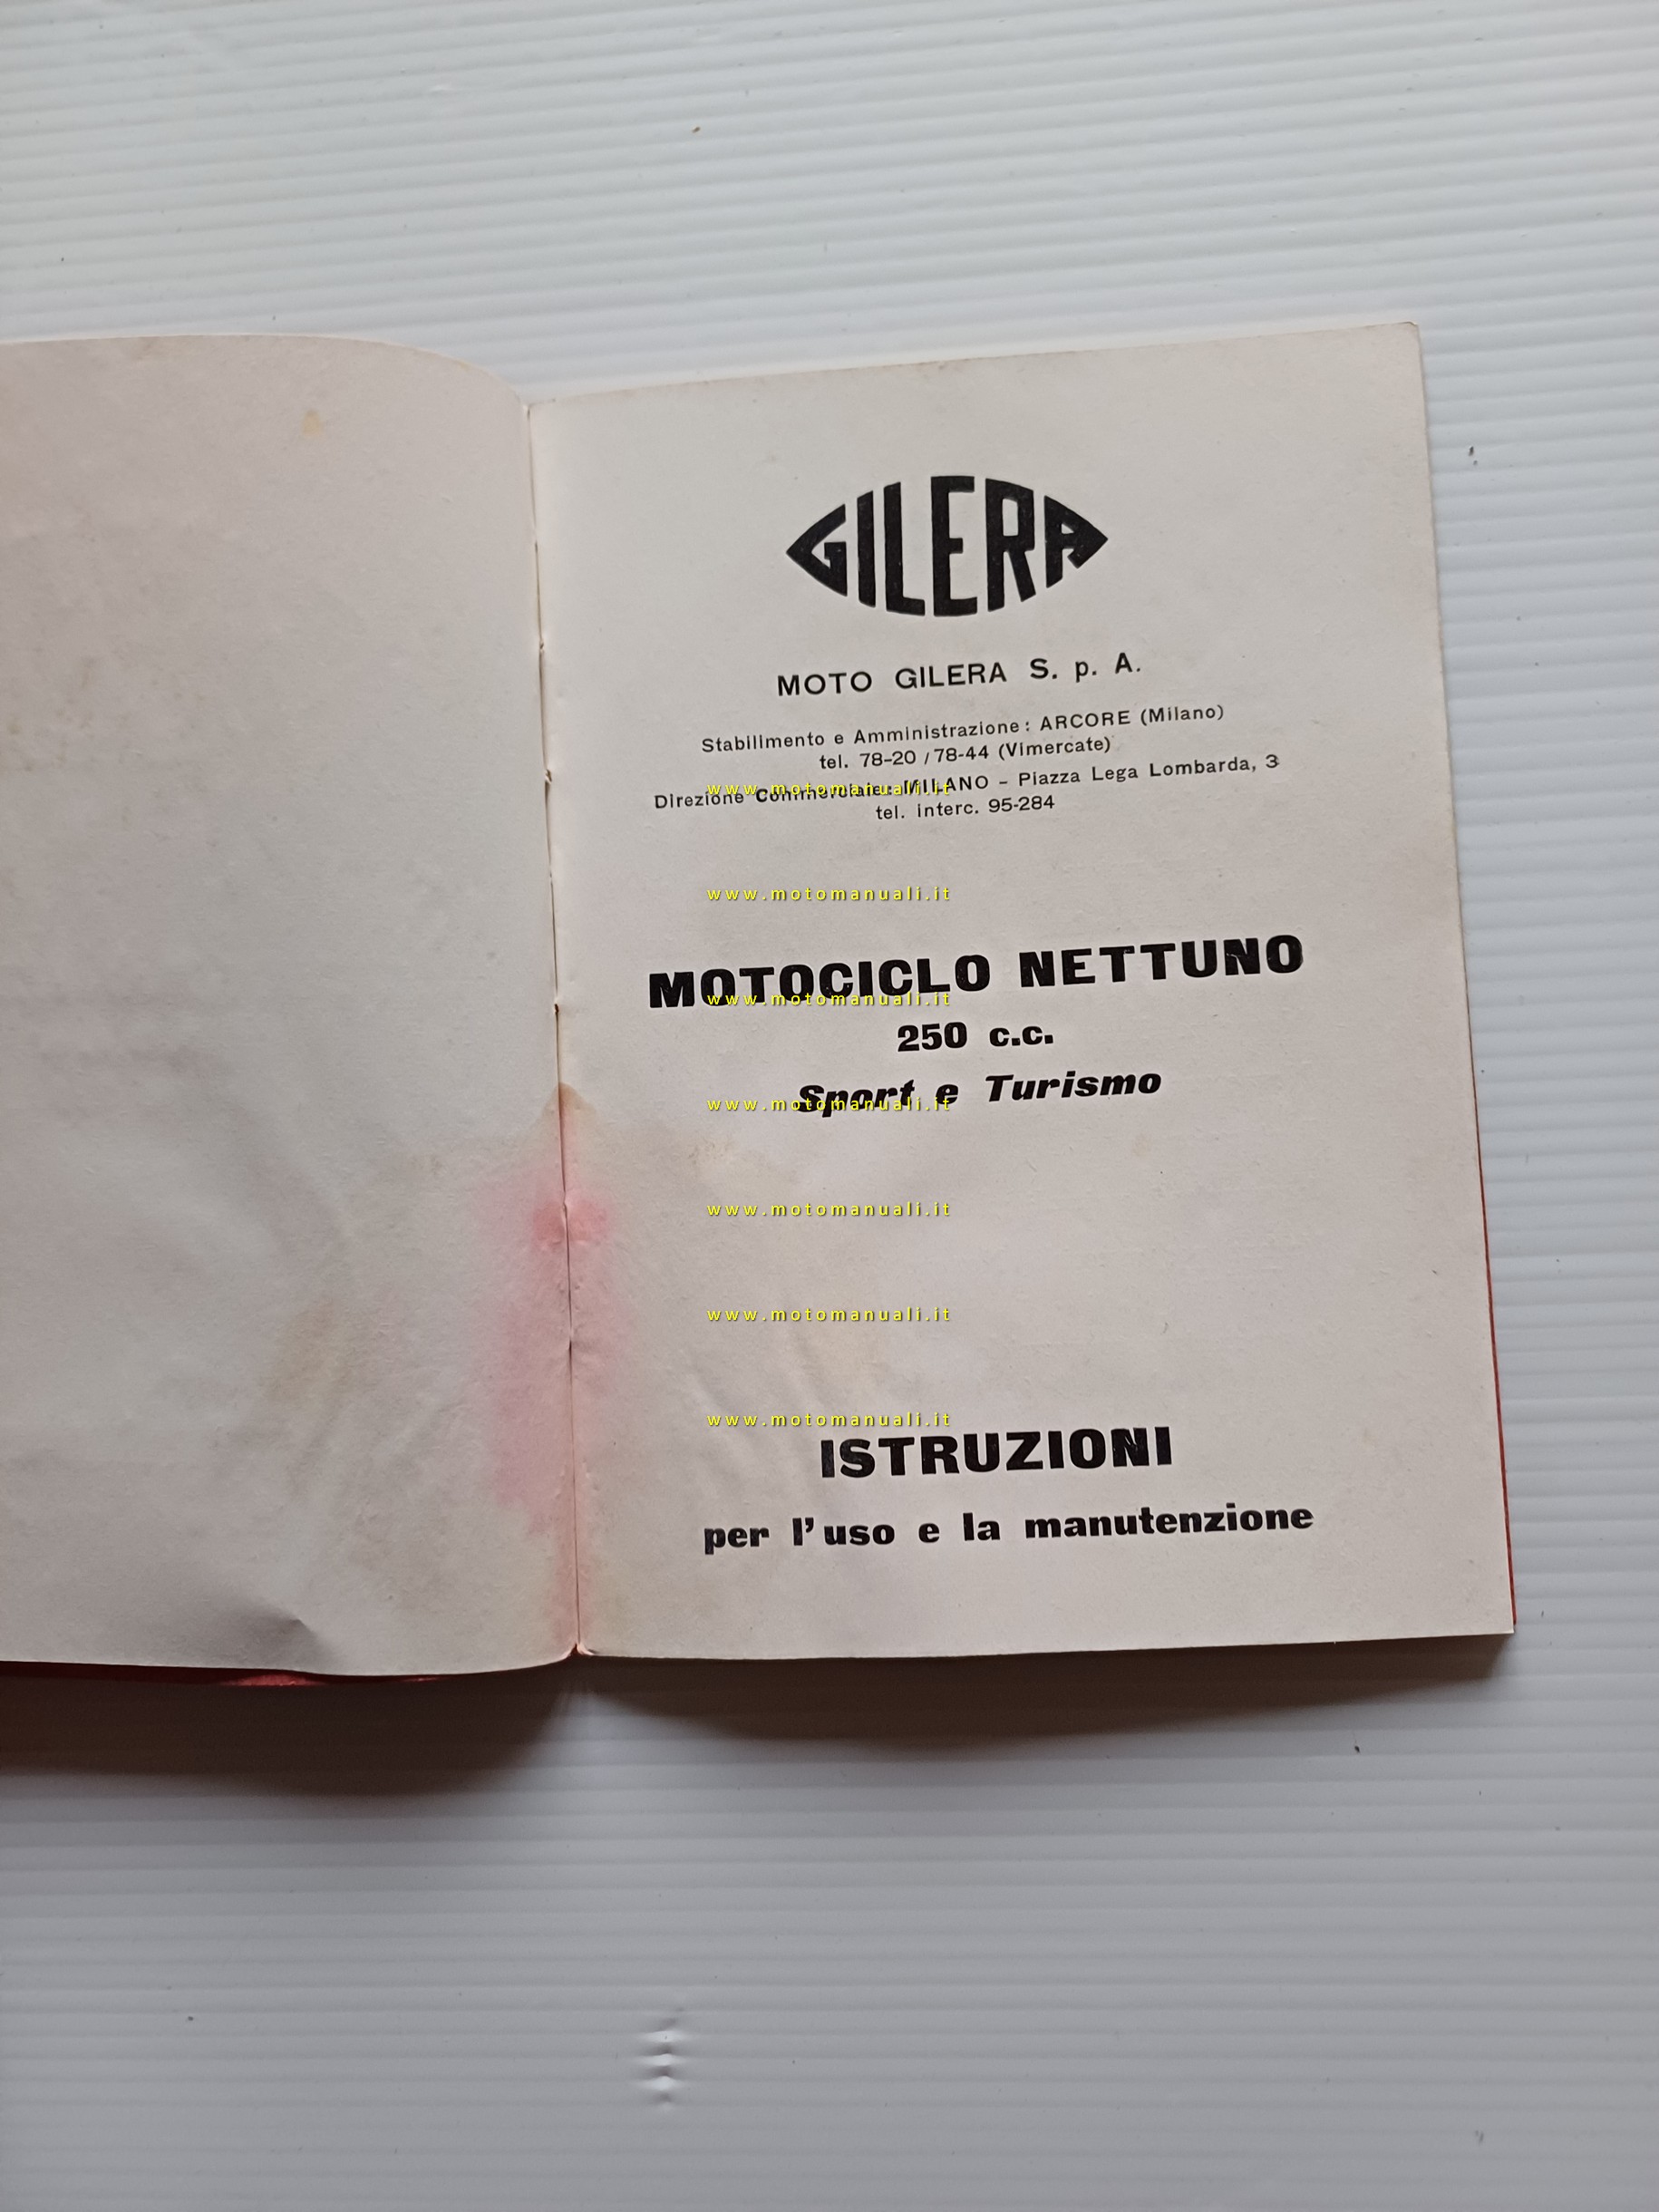 GILERA
MOTO GILERA S. p. A.
Stabilimento e Amministrazione: ARCORE (Milano)
tel. 78-20 / 78-44 (Vimercate)
Direzione Commerciale: MILANO - Piazza Lega Lombarda, 3
www.motomanuali.it
tel. interc. 95-284
www.motomanuali.it
MOTOCICLO NETTUNO
www.motomanuali.it
250 c.c.
Sport e Turismo
www.motomanuali.it
www.motomanuali.it
www.motomanuali.it
www.motomanuali.it
ISTRUZIONI
per l'uso e la manutenzione